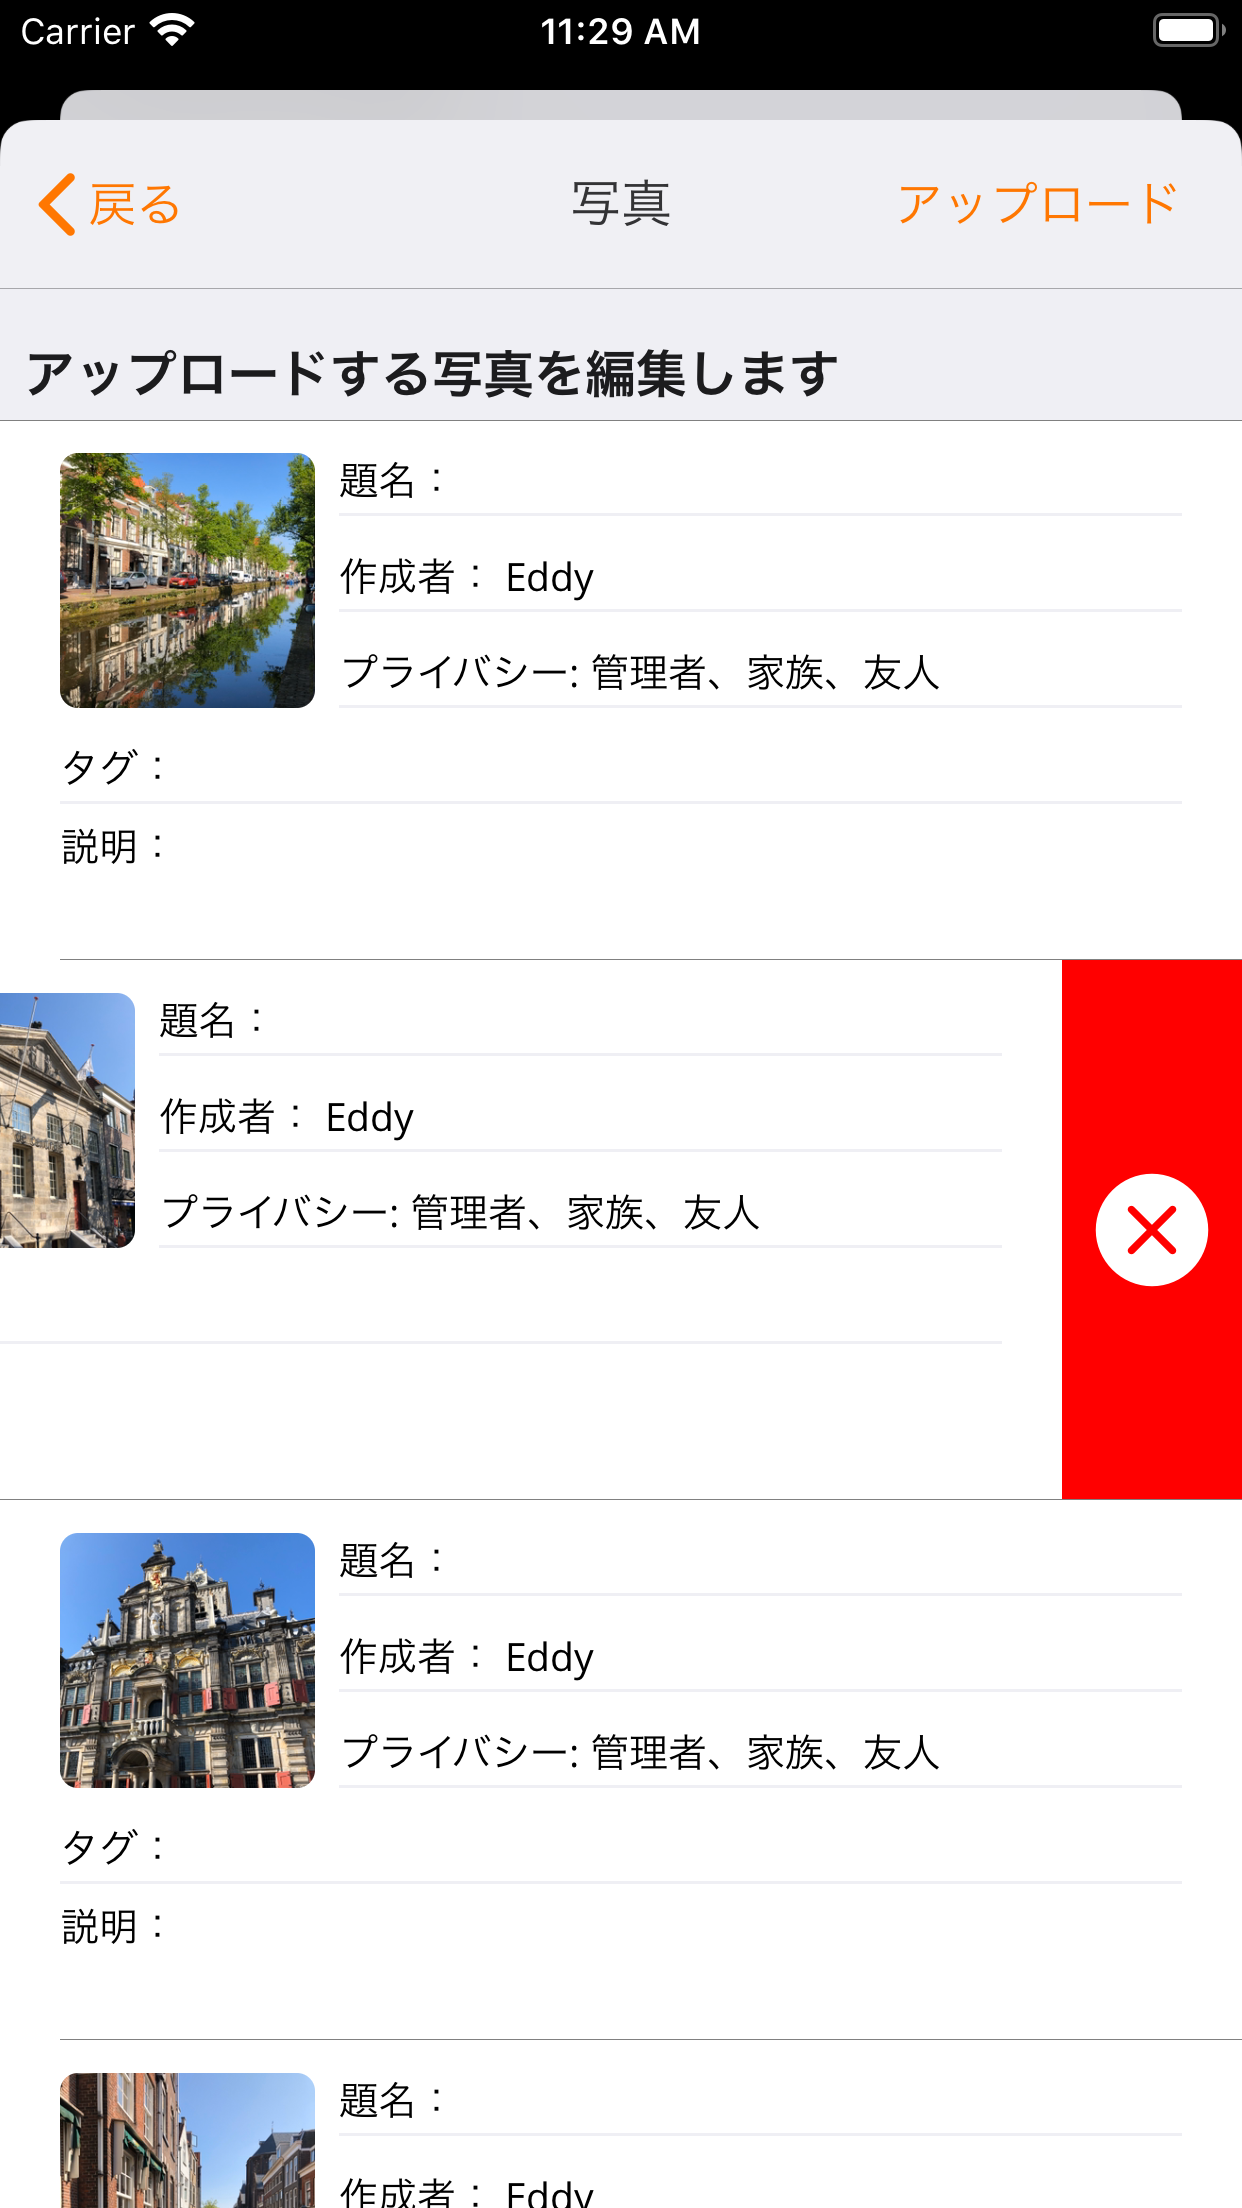 Carrier 11:29 AM
戻る 写真 アップロード
アップロードする写真を編集します
題名：
作成者： Eddy
プライバシー: 管理者、家族、友人
タグ：
説明：
題名：
作成者： Eddy
プライバシー: 管理者、家族、友人
題名：
作成者： Eddy
プライバシー: 管理者、家族、友人
タグ：
説明：
題名：
作成者： Eddy